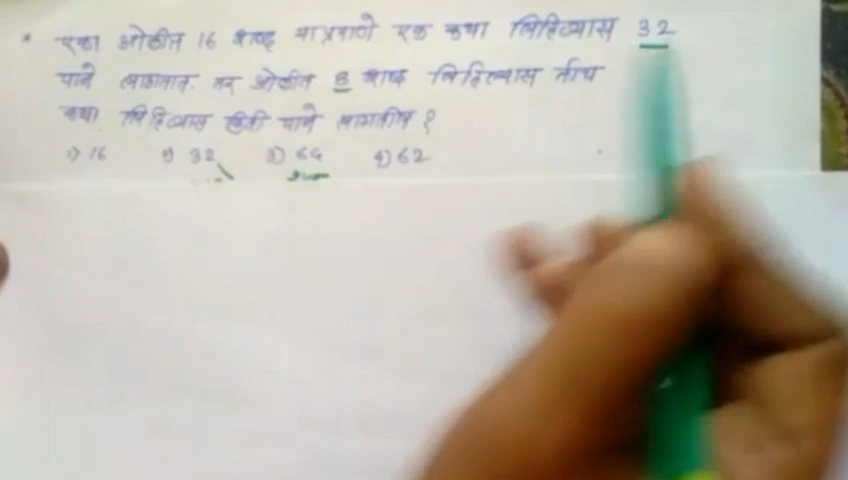 * एका ओळीत 16 शब्द याप्रमाणे एक कथा लिहिल्यास 32
पाने लागतात. तर ओळीत 8 शब्द लिहिल्यास तीच
कथा लिहिल्यास किती पाने लागतील ?
1) 16 2) 32 3) 64 4) 62